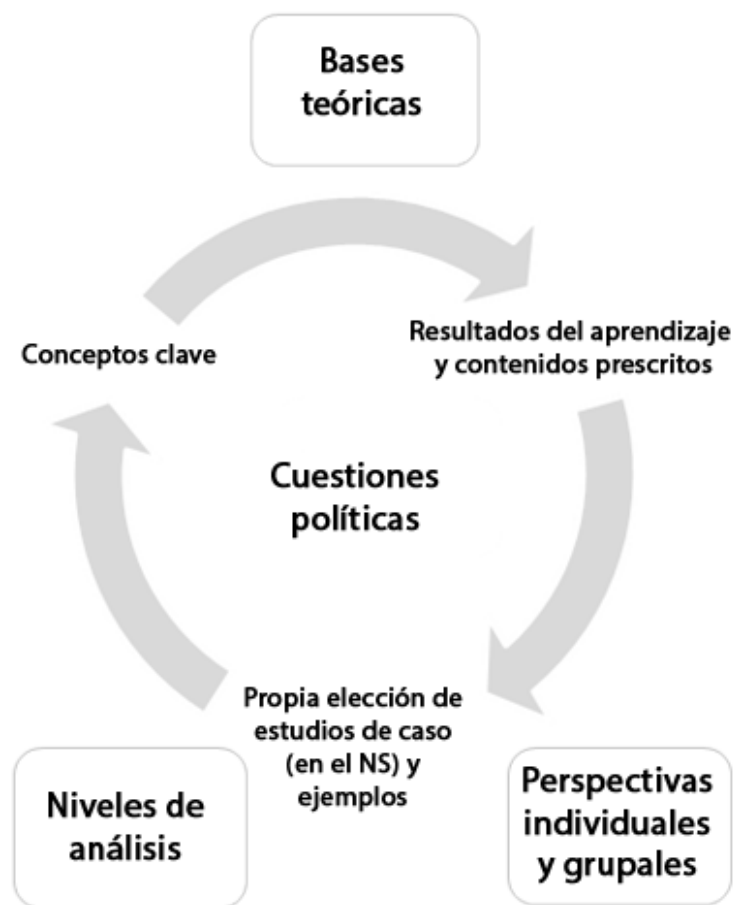 Bases
teóricas
Conceptos clave
Resultados del aprendizaje
y contenidos prescritos
Cuestiones
políticas
Propia elección de
estudios de caso
(en el NS) y
ejemplos
Niveles de
análisis
Perspectivas
individuales
y grupales